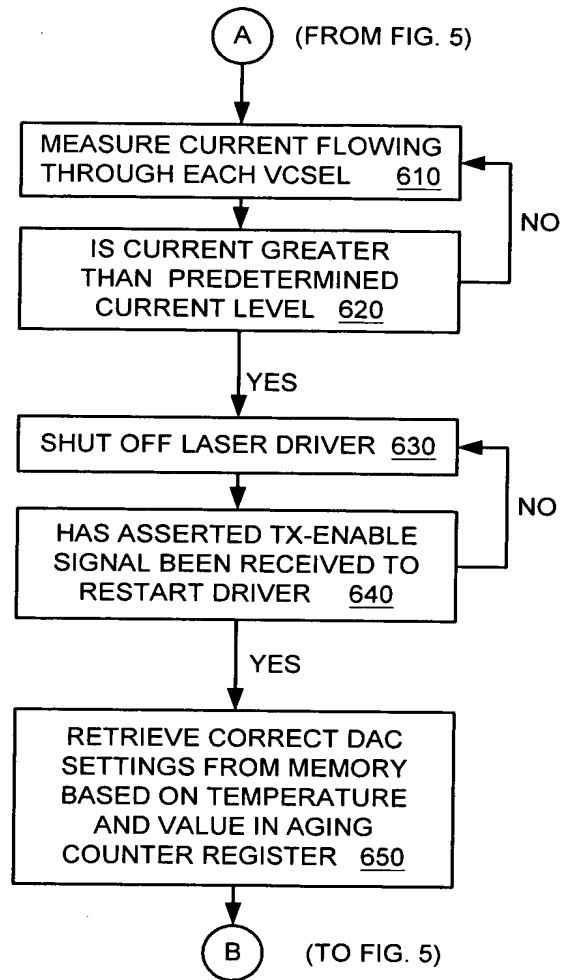 A (FROM FIG. 5)
MEASURE CURRENT FLOWING
THROUGH EACH VCSEL 610
NO
IS CURRENT GREATER
THAN PREDETERMINED
CURRENT LEVEL 620
YES
SHUT OFF LASER DRIVER 630
NO
HAS ASSERTED TX-ENABLE
SIGNAL BEEN RECEIVED TO
RESTART DRIVER 640
YES
RETRIEVE CORRECT DAC
SETTINGS FROM MEMORY
BASED ON TEMPERATURE
AND VALUE IN AGING
COUNTER REGISTER 650
B (TO FIG. 5)